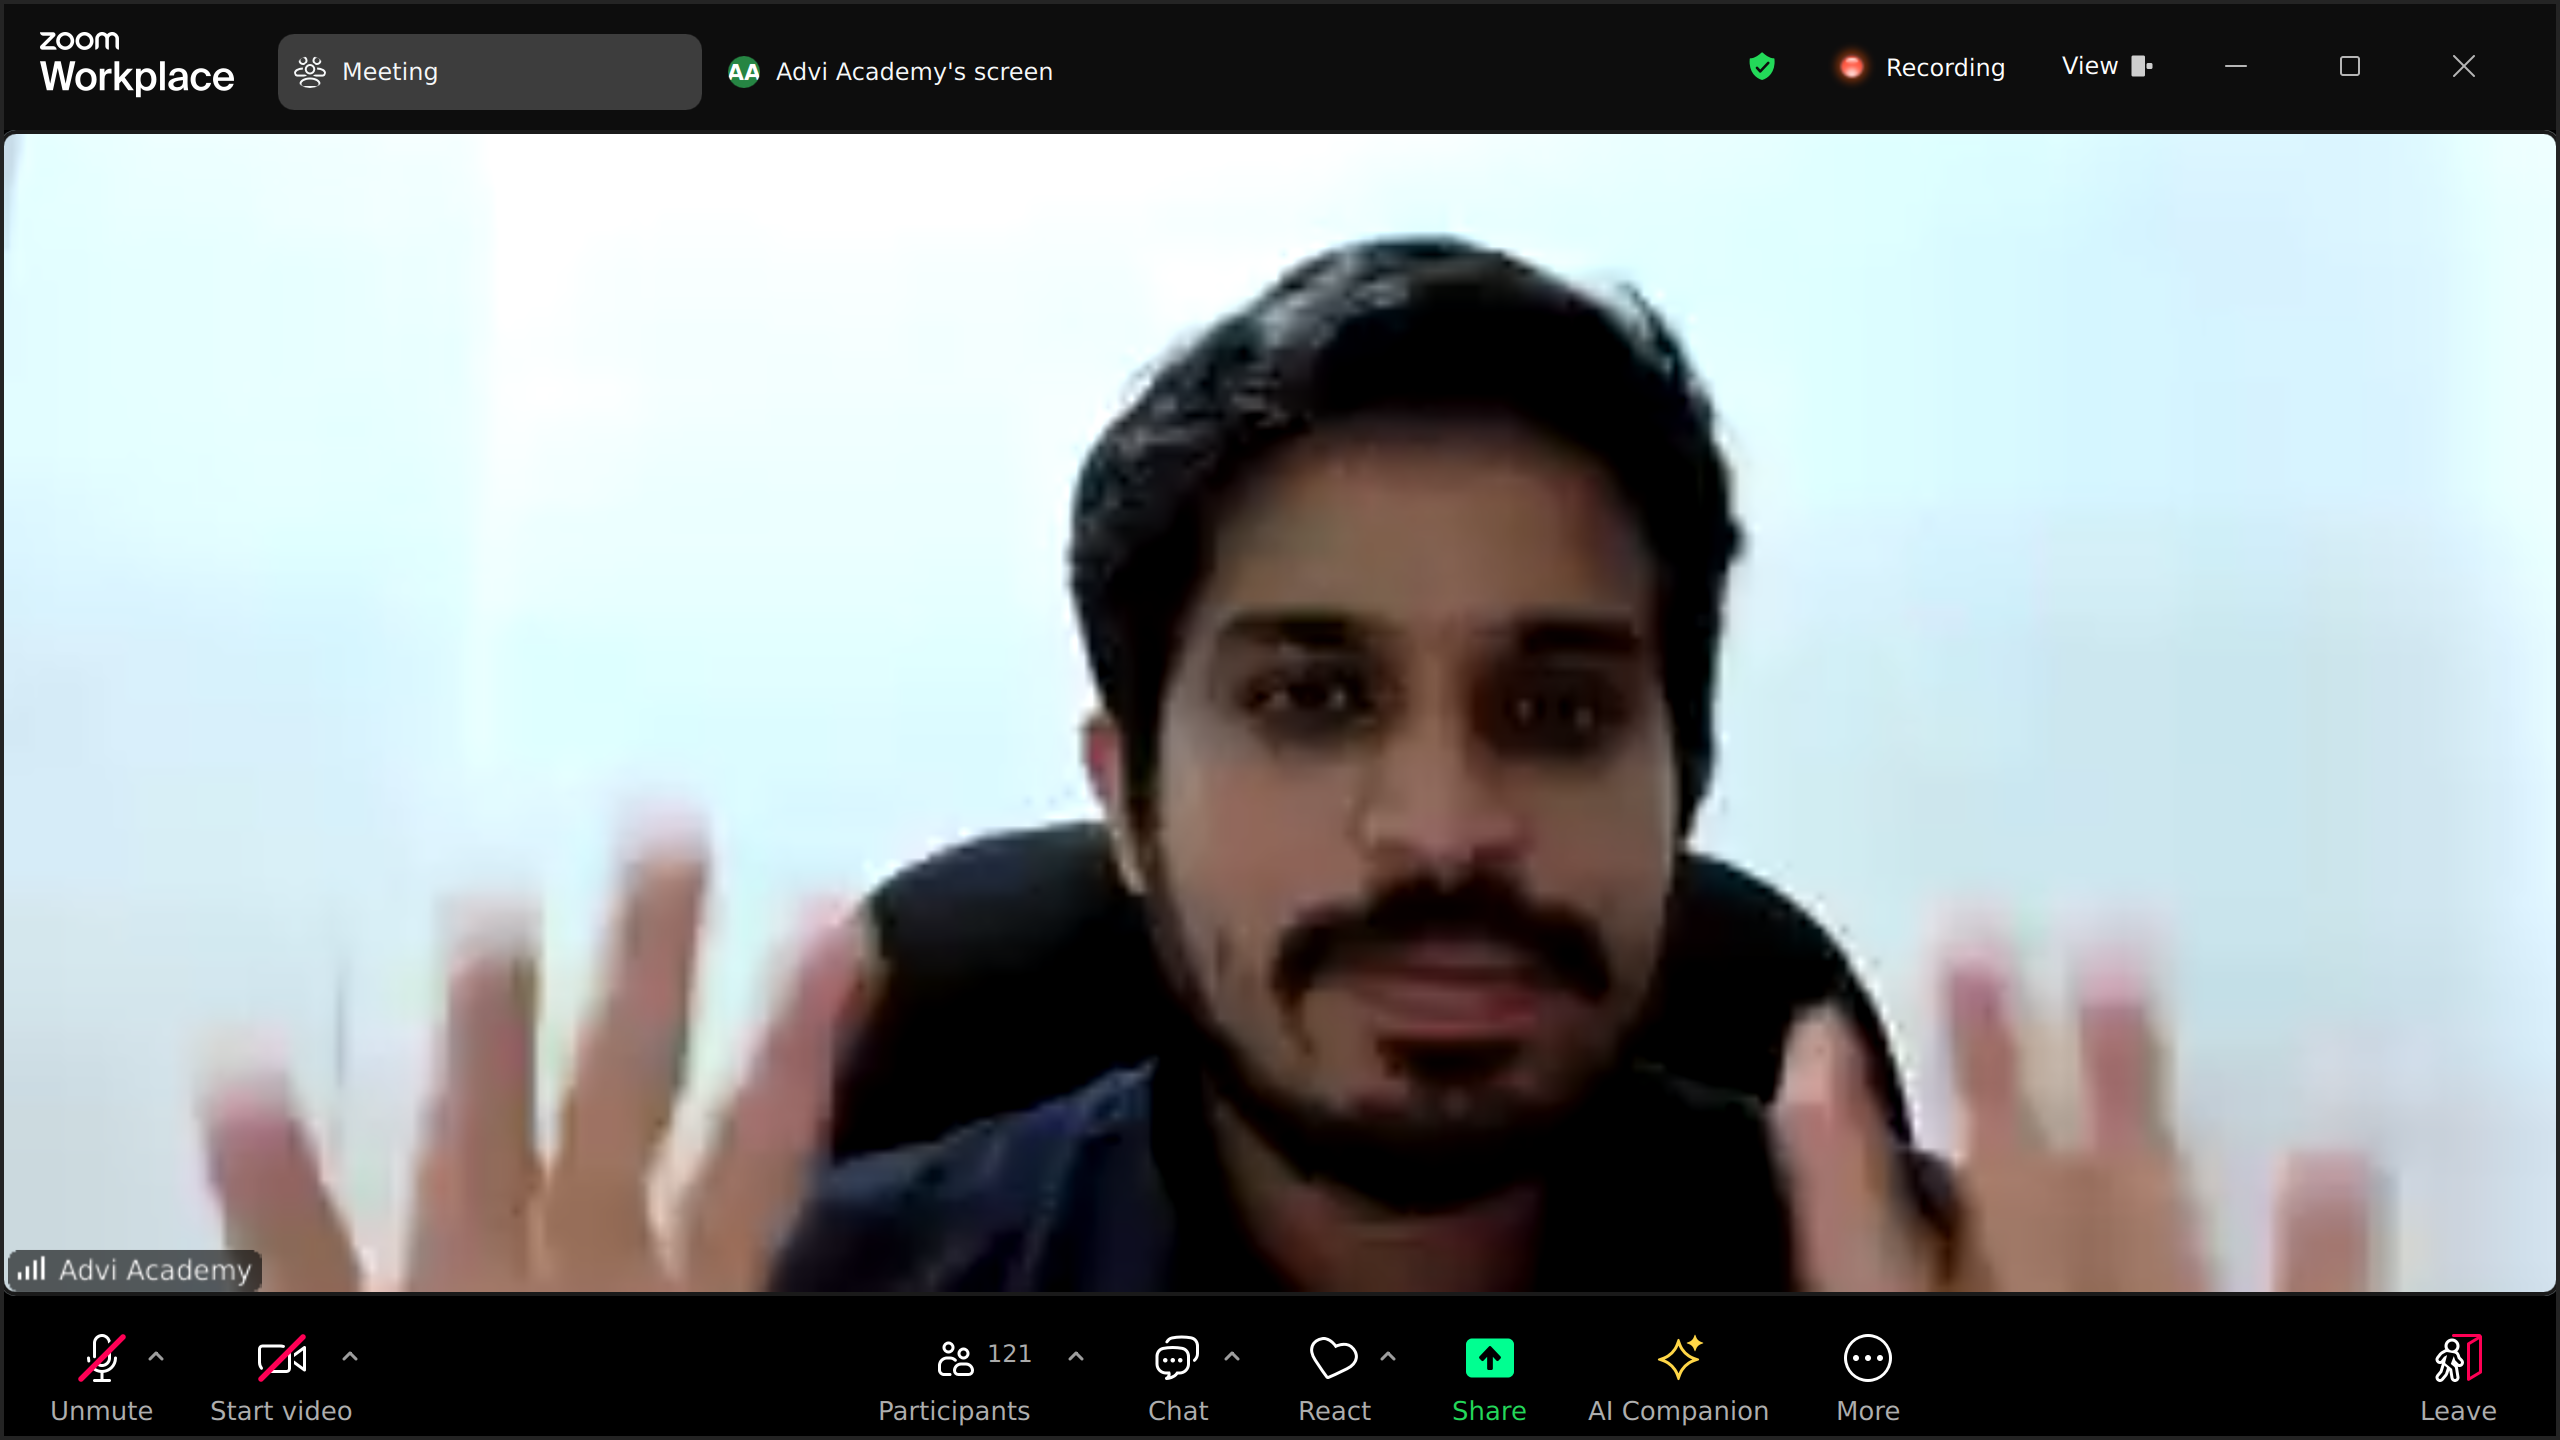 zoom
Workplace
Meeting
AA Advi Academy's screen
Recording
View
Advi Academy
121
Unmute
Start video
Participants
Chat
React
Share
AI Companion
More
Leave